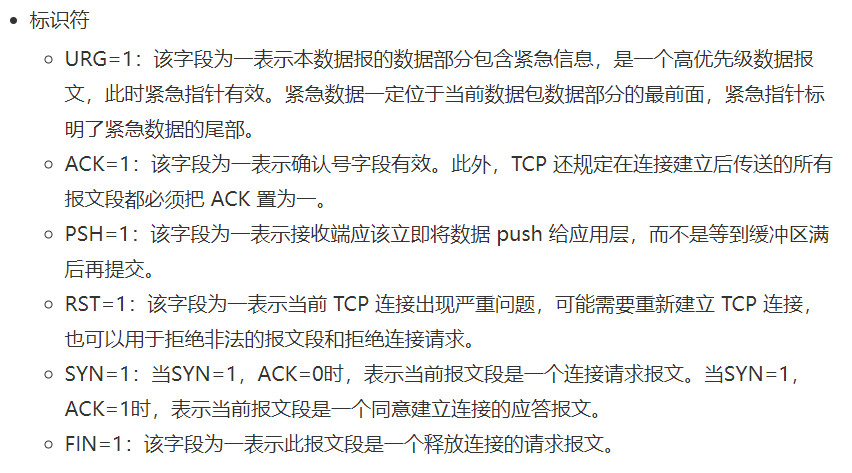 标识符
URG=1：该字段为一表示本数据报的数据部分包含紧急信息，是一个高优先级数据报
文，此时紧急指针有效。紧急数据一定位于当前数据包数据部分的最前面，紧急指针标
明了紧急数据的尾部。
ACK=1：该字段为一表示确认号字段有效。此外，TCP 还规定在连接建立后传送的所有
报文段都必须把 ACK 置为一。
PSH=1：该字段为一表示接收端应该立即将数据 push 给应用层，而不是等到缓冲区满
后再提交。
RST=1：该字段为一表示当前 TCP 连接出现严重问题，可能需要重新建立 TCP 连接，
也可以用于拒绝非法的报文段和拒绝连接请求。
SYN=1：当SYN=1，ACK=0时，表示当前报文段是一个连接请求报文。当SYN=1，
ACK=1时，表示当前报文段是一个同意建立连接的应答报文。
FIN=1：该字段为一表示此报文段是一个释放连接的请求报文。